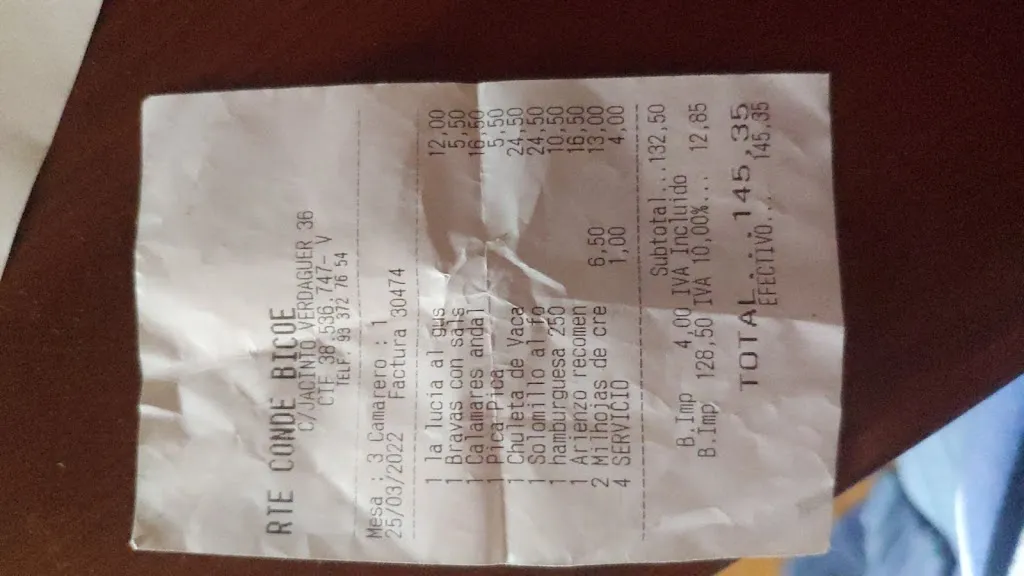 RTE CONDE BICOE
C/JACINTO VERDAGUER 36
CIF 38.536.747-V
TELF. 93 372 76 54
Mesa : 3 Camarero : 1
25/03/2022 Factura 30474
1 la lucia al gus 12,00
1 Bravas con sals 5,50
1 Calamares andal 16,50
1 Pica-Pica 5,50
1 Chuleta de Vaca 24,50
1 Solomillo al fo 24,50
1 hamburguesa 250 10,50
1 Arienzo recomen 16,50
2 Milhojas de cre 6,50 13,00
4 SERVICIO 1,00 4,00
Subtotal...132,50
B.Imp 4,00 IVA Incluido
B.Imp 128,50 IVA 10,00%... 12,85
TOTAL...145,35
EFECTIVO.... 145,35